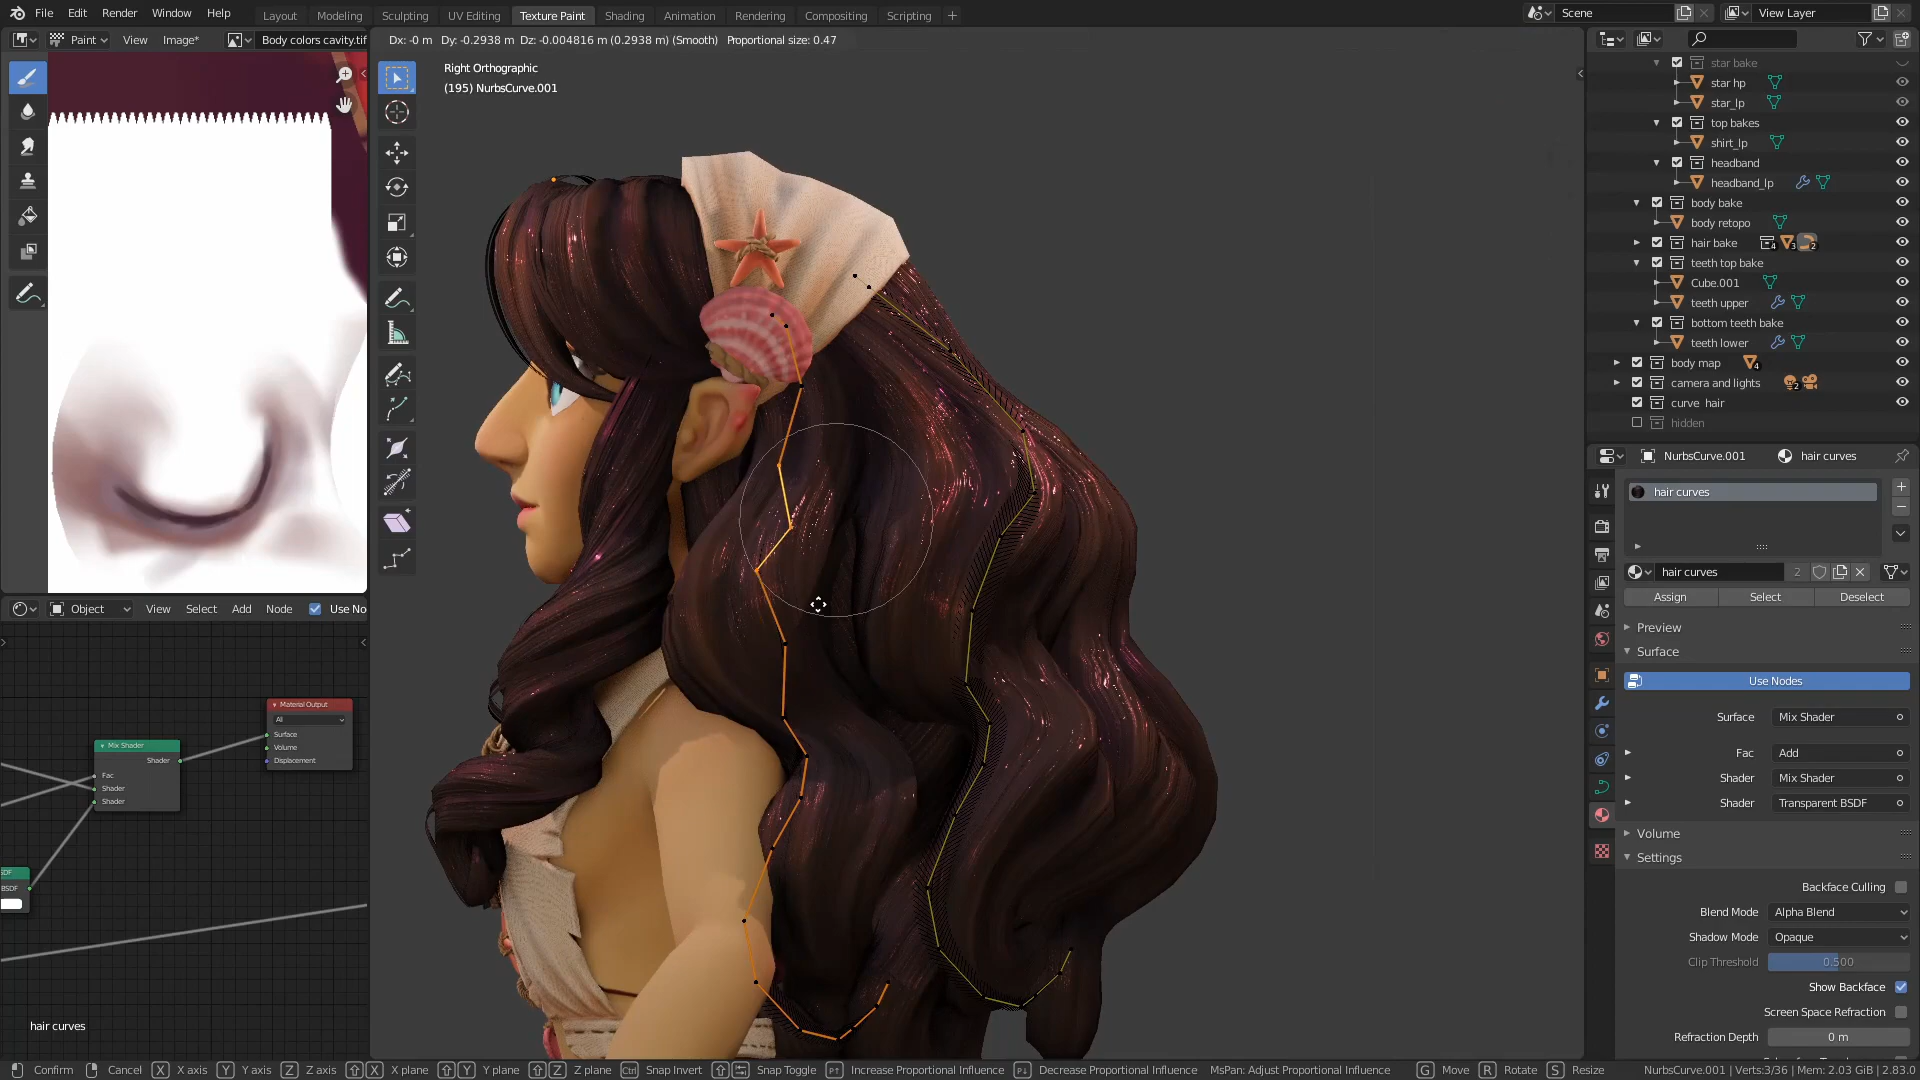 File Edit Render Window Help Layout Modeling Sculpting UV Editing Texture Paint Shading Animation Rendering Compositing Scripting + Scene View Layer
Paint View Image* Body colors cavity.tif
Dx: -0 m Dy: -0.2938 m Dz: -0.004816 m (0.2938 m) (Smooth) Proportional size: 0.47
Right Orthographic
(195) NurbsCurve.001
star bake
star hp
star_lp
top bakes
shirt_lp
headband
headband_lp
body bake
body retopo
hair bake 4 3 2
teeth top bake
Cube.001
teeth upper
bottom teeth bake
teeth lower
body map 4
camera and lights 2
curve hair
hidden
NurbsCurve.001 hair curves
hair curves
hair curves 2
Assign Select Deselect
Preview
Surface
Use Nodes
Surface Mix Shader
Fac Add
Shader Mix Shader
Shader Transparent BSDF
Volume
Settings
Backface Culling
Blend Mode Alpha Blend
Shadow Mode Opaque
Clip Threshold 0.500
Show Backface
Screen Space Refraction
Refraction Depth 0 m
Object View Select Add Node Use No
Material Output
All
Surface
Volume
Displacement
Mix Shader
Shader
Fac
Shader
Shader
SDF
BSDF
hair curves
Confirm Cancel X X axis Y Y axis Z Z axis X X plane Y Y plane Z Z plane Ctrl Snap Invert Snap Toggle Increase Proportional Influence Decrease Proportional Influence MsPan: Adjust Proportional Influence G Move R Rotate S Resize NurbsCurve.001 | Verts:3/36 | Mem: 2.03 GiB | 2.83.0